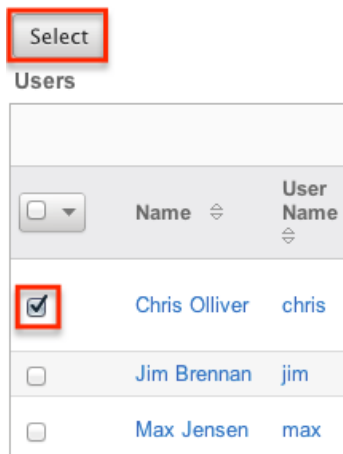 Select
Users
Name
User
Name
Chris Olliver chris
Jim Brennan jim
Max Jensen max